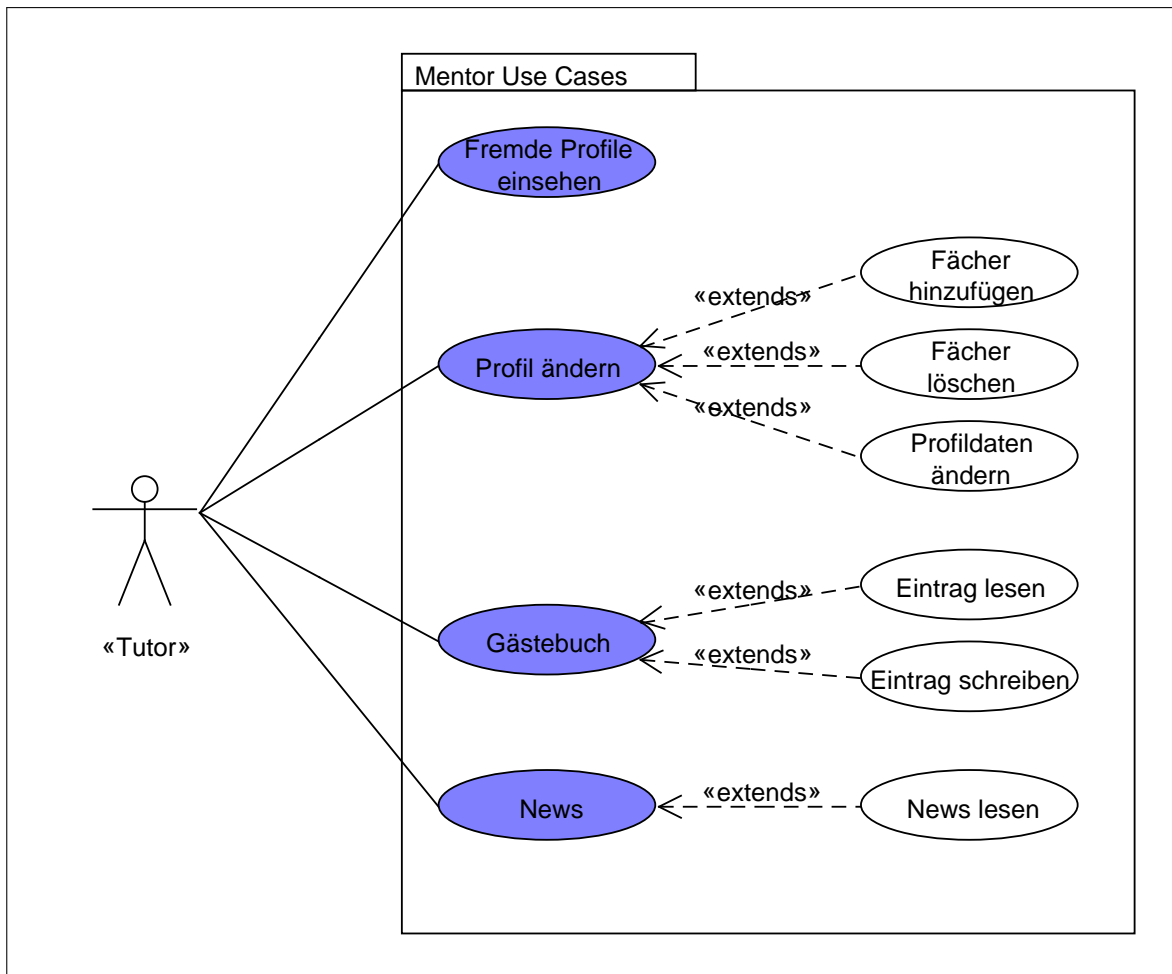 Mentor Use Cases
Fremde Profile
einsehen
Fächer
hinzufügen
«extends»
Profil ändern
«extends»
Fächer
löschen
«extends»
Profildaten
ändern
«Tutor»
Gästebuch
«extends»
Eintrag lesen
«extends»
Eintrag schreiben
News
«extends»
News lesen